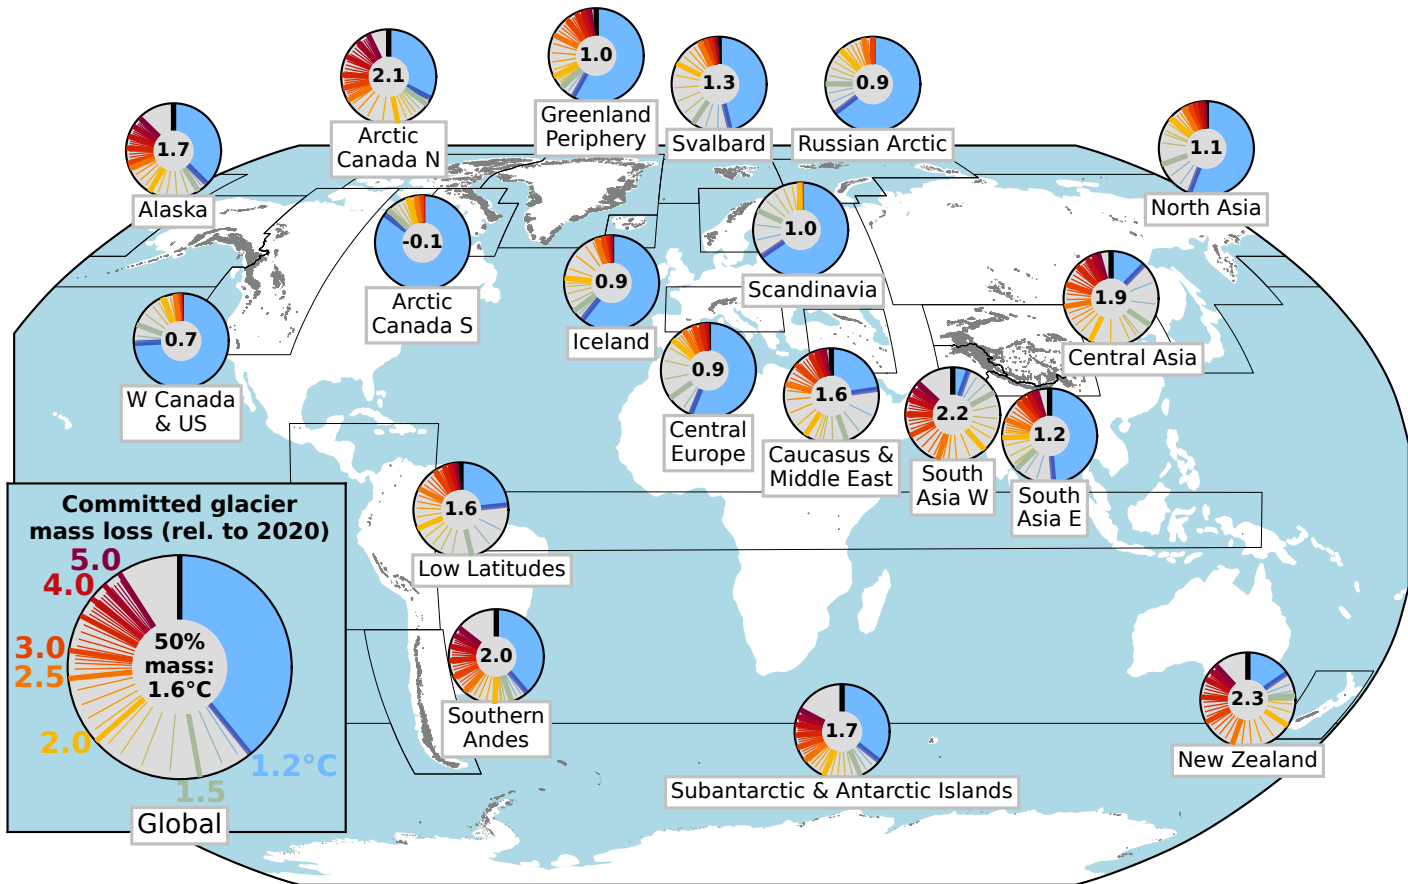 2.1
Arctic
Canada N
1.0
Greenland
Periphery
1.3
Svalbard
0.9
Russian Arctic
1.7
Alaska
1.1
North Asia
-0.1
Arctic
Canada S
1.0
Scandinavia
0.9
Iceland
1.9
Central Asia
0.7
W Canada
& US
0.9
Central
Europe
1.6
Caucasus &
Middle East
2.2
South
Asia W
1.2
South
Asia E
1.6
Low Latitudes
2.0
Southern
Andes
1.7
Subantarctic & Antarctic Islands
2.3
New Zealand
Committed glacier
mass loss (rel. to 2020)
5.0
4.0
3.0
2.5
2.0
1.5
1.2°C
50%
mass:
1.6°C
Global